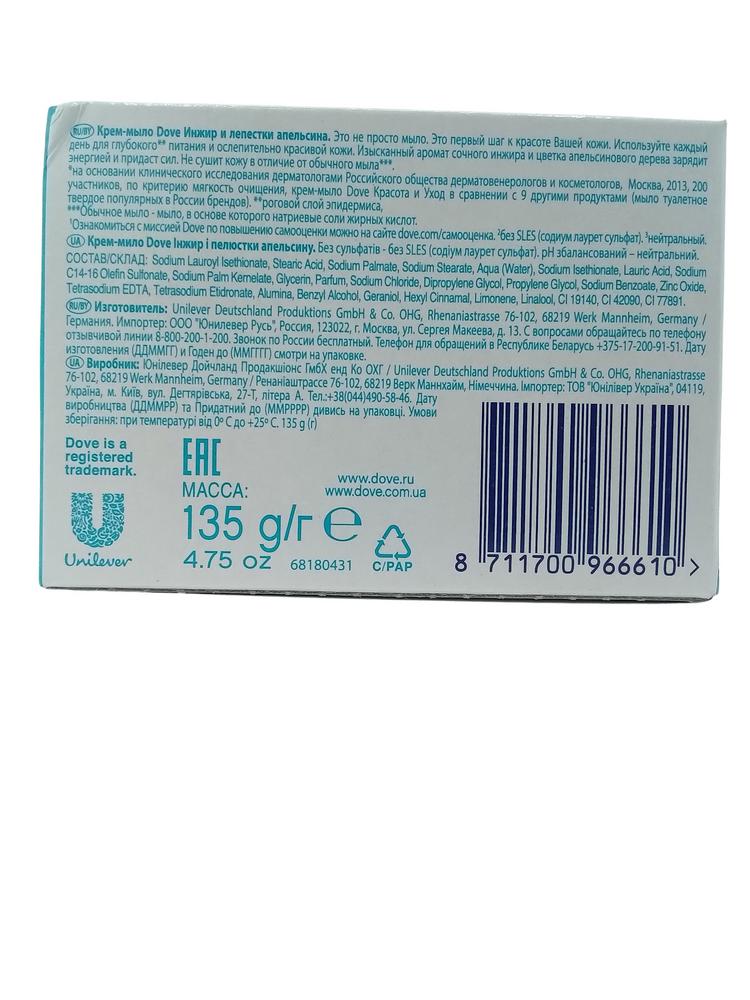 RU/BY Крем-мыло Dove Инжир и лепестки апельсина. Это не просто мыло. Это первый шаг к красоте Вашей кожи. Используйте каждый
день для глубокого** питания и ослепительно красивой кожи. Изысканный аромат сочного инжира и цветка апельсинового дерева зарядит
энергией и придаст сил. Не сушит кожу в отличие от обычного мыла***.
*на основании клинического исследования дерматологами Российского общества дерматовенерологов и косметологов, Москва, 2013, 200
участников, по критерию мягкость очищения, крем-мыло Dove Красота и Уход в сравнении с 9 другими продуктами (мыло туалетное
твердое популярных в России брендов). **роговой слой эпидермиса,
***Обычное мыло - мыло, в основе которого натриевые соли жирных кислот.
¹Ознакомиться с миссией Dove по повышению самооценки можно на сайте dove.com/самооценка. ²без SLES (содиум лаурет сульфат). ³нейтральный.
UA Крем-мило Dove Інжир і пелюстки апельсину. Без сульфатів - без SLES (содіум лаурет сульфат). pH збалансований – нейтральний.
СОСТАВ/СКЛАД: Sodium Lauroyl Isethionate, Stearic Acid, Sodium Palmate, Sodium Stearate, Aqua (Water), Sodium Isethionate, Lauric Acid, Sodium
C14-16 Olefin Sulfonate, Sodium Palm Kernelate, Glycerin, Parfum, Sodium Chloride, Dipropylene Glycol, Propylene Glycol, Sodium Benzoate, Zinc Oxide,
Tetrasodium EDTA, Tetrasodium Etidronate, Alumina, Benzyl Alcohol, Geraniol, Hexyl Cinnamal, Limonene, Linalool, CI 19140, CI 42090, CI 77891.
RU/BY Изготовитель: Unilever Deutschland Produktions GmbH & Co. OHG, Rhenaniastrasse 76-102, 68219 Werk Mannheim, Germany /
Германия. Импортер: ООО "Юнилевер Русь", Россия, 123022, г. Москва, ул. Сергея Макеева, д. 13. С вопросами обращайтесь по телефону
отзывчивой линии 8-800-200-1-200. Звонок по России бесплатный. Телефон для обращений в Республике Беларусь +375-17-200-91-51. Дату
изготовления (ДДММГГ) и Годен до (ММГГГГ) смотри на упаковке.
UA Виробник: Юнілевер Дойчланд Продакшіонс ГмбХ енд Ко ОХГ / Unilever Deutschland Produktions GmbH & Co. OHG, Rhenaniastrasse
76-102, 68219 Werk Mannheim, Germany / Ренаніаштрассе 76-102, 68219 Верк Маннхайм, Німеччина. Імпортер: ТОВ "Юнілівер Україна", 04119,
Україна, м. Київ, вул. Дегтярівська, 27-Т, літера А. Тел.:+38(044)490-58-46. Дату
виробництва (ДДММРР) та Придатний до (ММРРРР) дивись на упаковці. Умови
зберігання: при температурі від 0º C до +25º C. 135 g (г)
Dove is a
registered
trademark.
EAC
МАССА:
135 g/г ℮
4.75 oz 68180431
www.dove.ru
www.dove.com.ua
C/PAP
Unilever
8 711700 966610 >